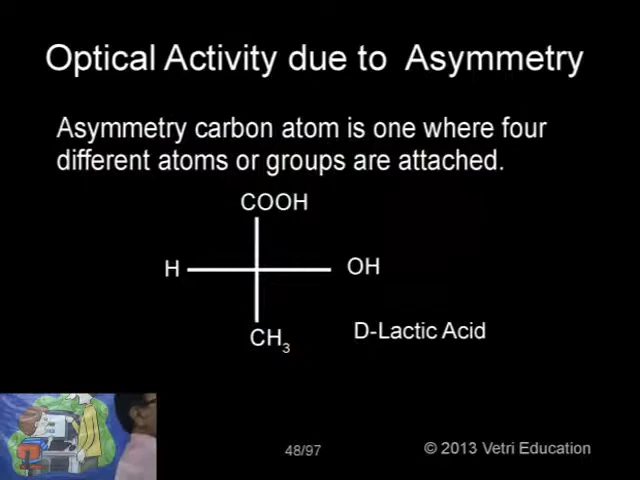 Optical Activity due to Asymmetry
Asymmetry carbon atom is one where four
different atoms or groups are attached.
COOH
H
OH
CH3
D-Lactic Acid
48/97
© 2013 Vetri Education